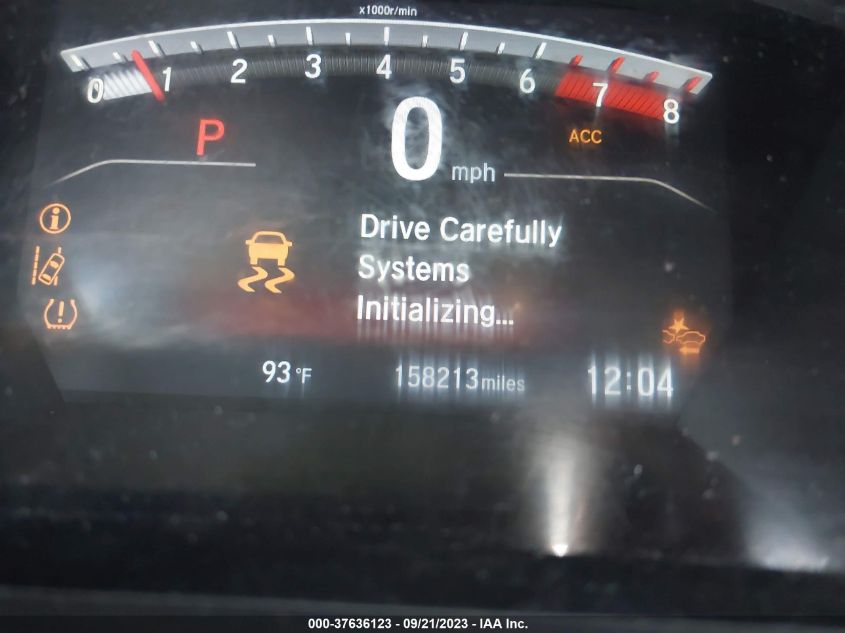 x1000r/min
0 1 2 3 4 5 6 7 8
P
0 mph
ACC
Drive Carefully
Systems
Initializing...
93°F 158213 miles 12:04
000-37636123 - 09/21/2023 - IAA Inc.